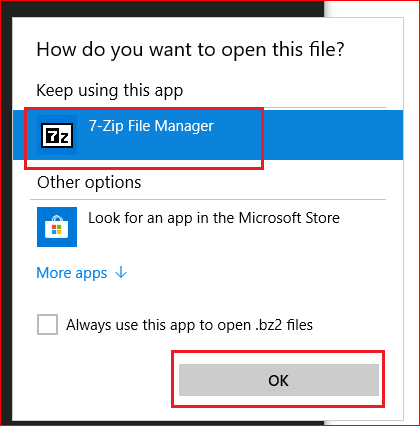 How do you want to open this file?
Keep using this app
7z
7-Zip File Manager
Other options
Look for an app in the Microsoft Store
More apps ↓
Always use this app to open .bz2 files
OK